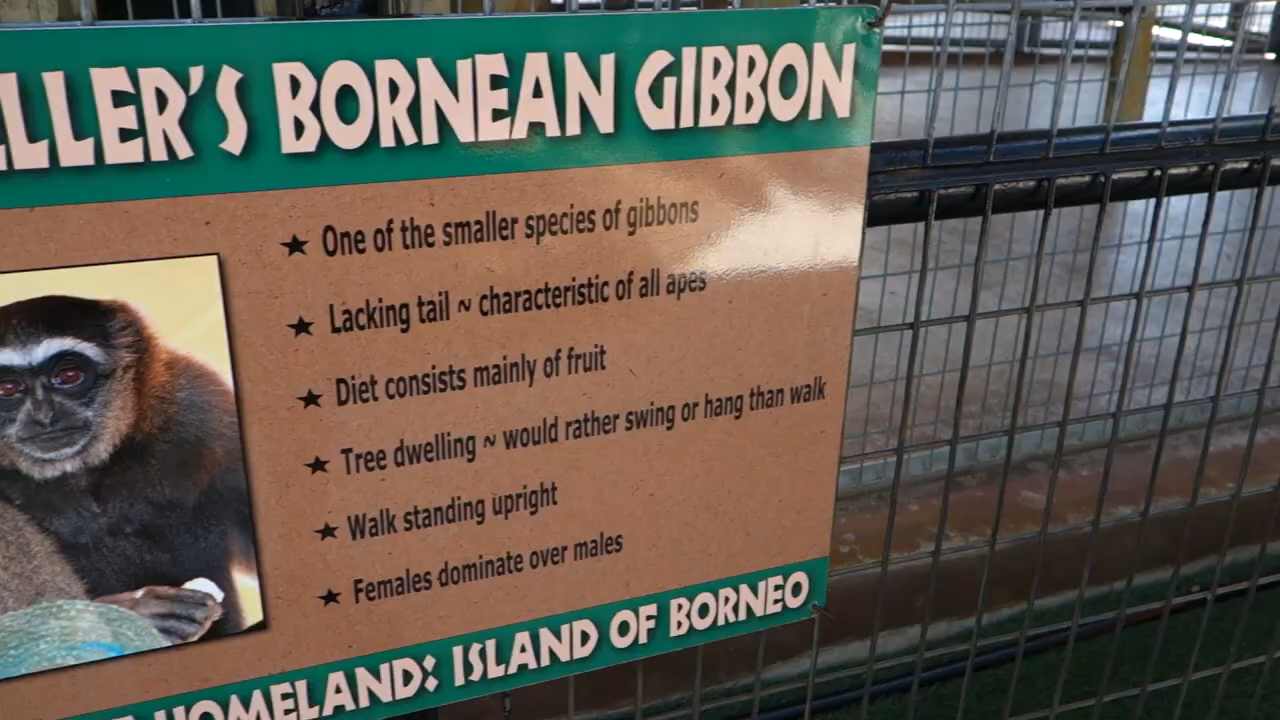 LLER'S BORNEAN GIBBON
★ One of the smaller species of gibbons
★ Lacking tail ~ characteristic of all apes
★ Diet consists mainly of fruit
★ Tree dwelling ~ would rather swing or hang than walk
★ Walk standing upright
★ Females dominate over males
HOMELAND: ISLAND OF BORNEO